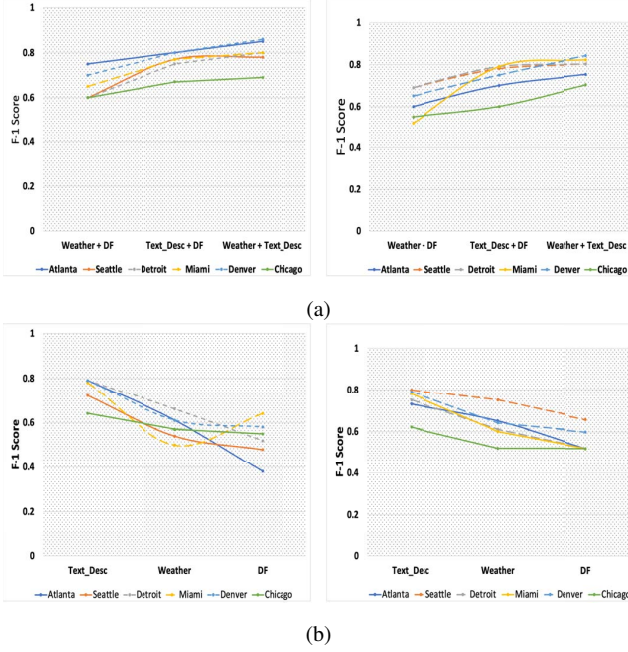 1
0.8
0.6
0.4
0.2
0
F-1 Score
Weather + DF Text_Desc + DF Weather + Text_Desc
Atlanta Seattle Detroit Miami Denver Chicago
1
0.8
0.6
0.4
0.2
0
F-1 Score
Weather · DF Text_Desc + DF Weather + Text_Desc
Atlanta Seattle Detroit Miami Denver Chicago
(a)
1
0.8
0.6
0.4
0.2
0
F-1 Score
Text_Desc Weather DF
Atlanta Seattle Detroit Miami Denver Chicago
1
0.8
0.6
0.4
0.2
0
F-1 Score
Text_Dec Weather DF
Atlanta Seattle Detroit Miami Denver Chicago
(b)